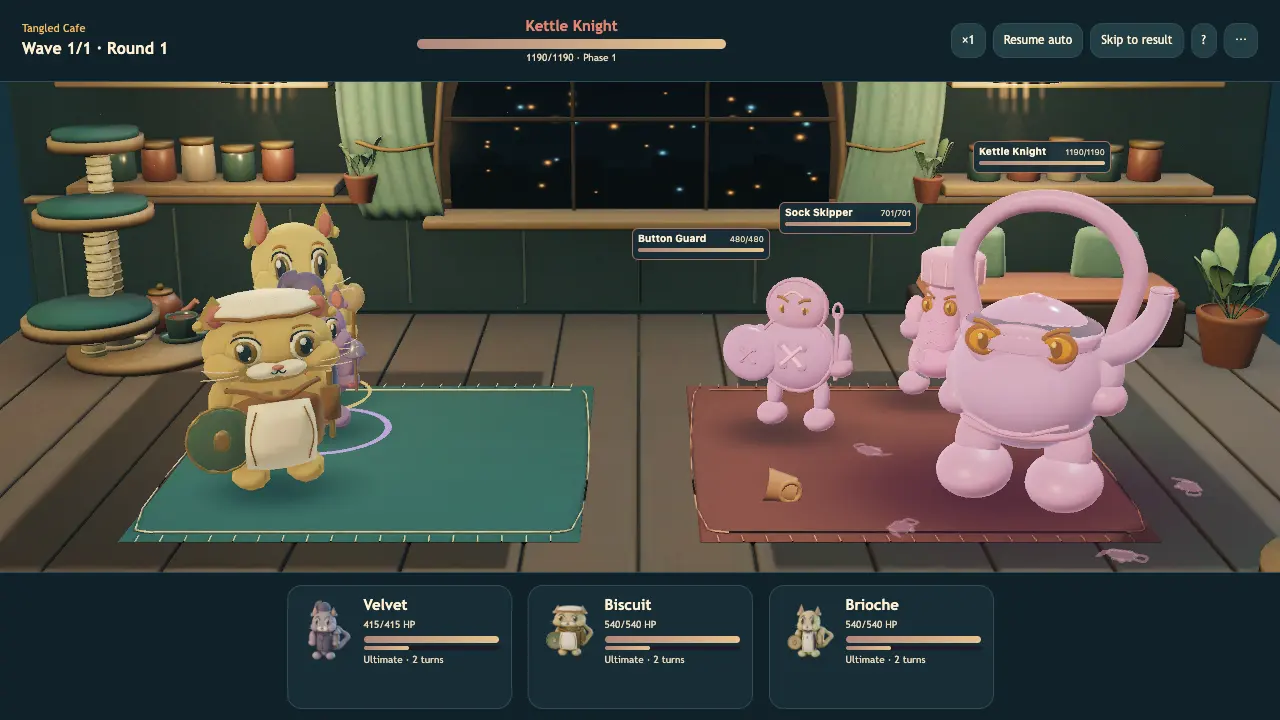 Tangled Cafe
Wave 1/1 · Round 1
Kettle Knight
1190/1190 · Phase 1
×1
Resume auto
Skip to result
?
···
Kettle Knight 1190/1190
Sock Skipper 701/701
Button Guard 480/480
Velvet
415/415 HP
Ultimate · 2 turns
Biscuit
540/540 HP
Ultimate · 2 turns
Brioche
540/540 HP
Ultimate · 2 turns